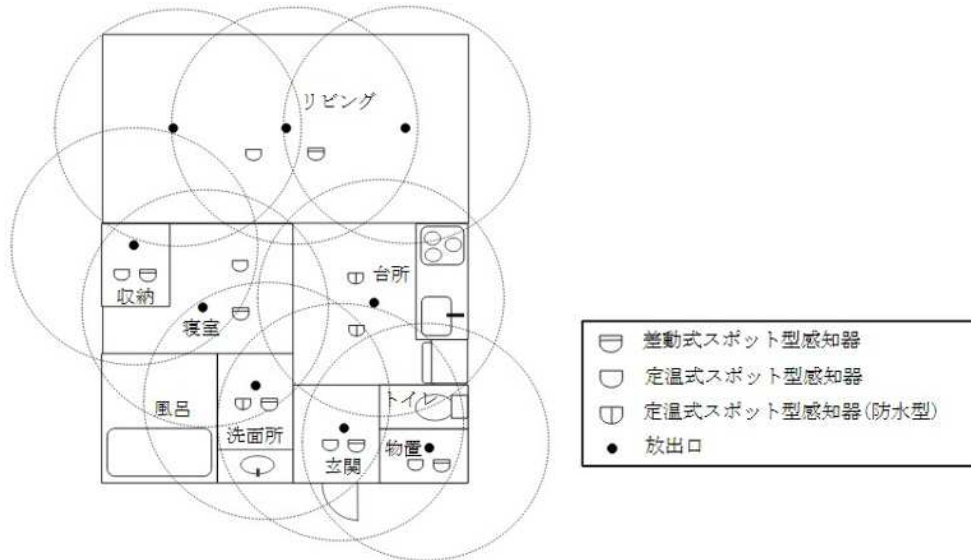 リビング
台所
収納
寝室
風呂
洗面所
トイレ
物置
玄関
差動式スポット型感知器
定温式スポット型感知器
定温式スポット型感知器(防水型)
放出口